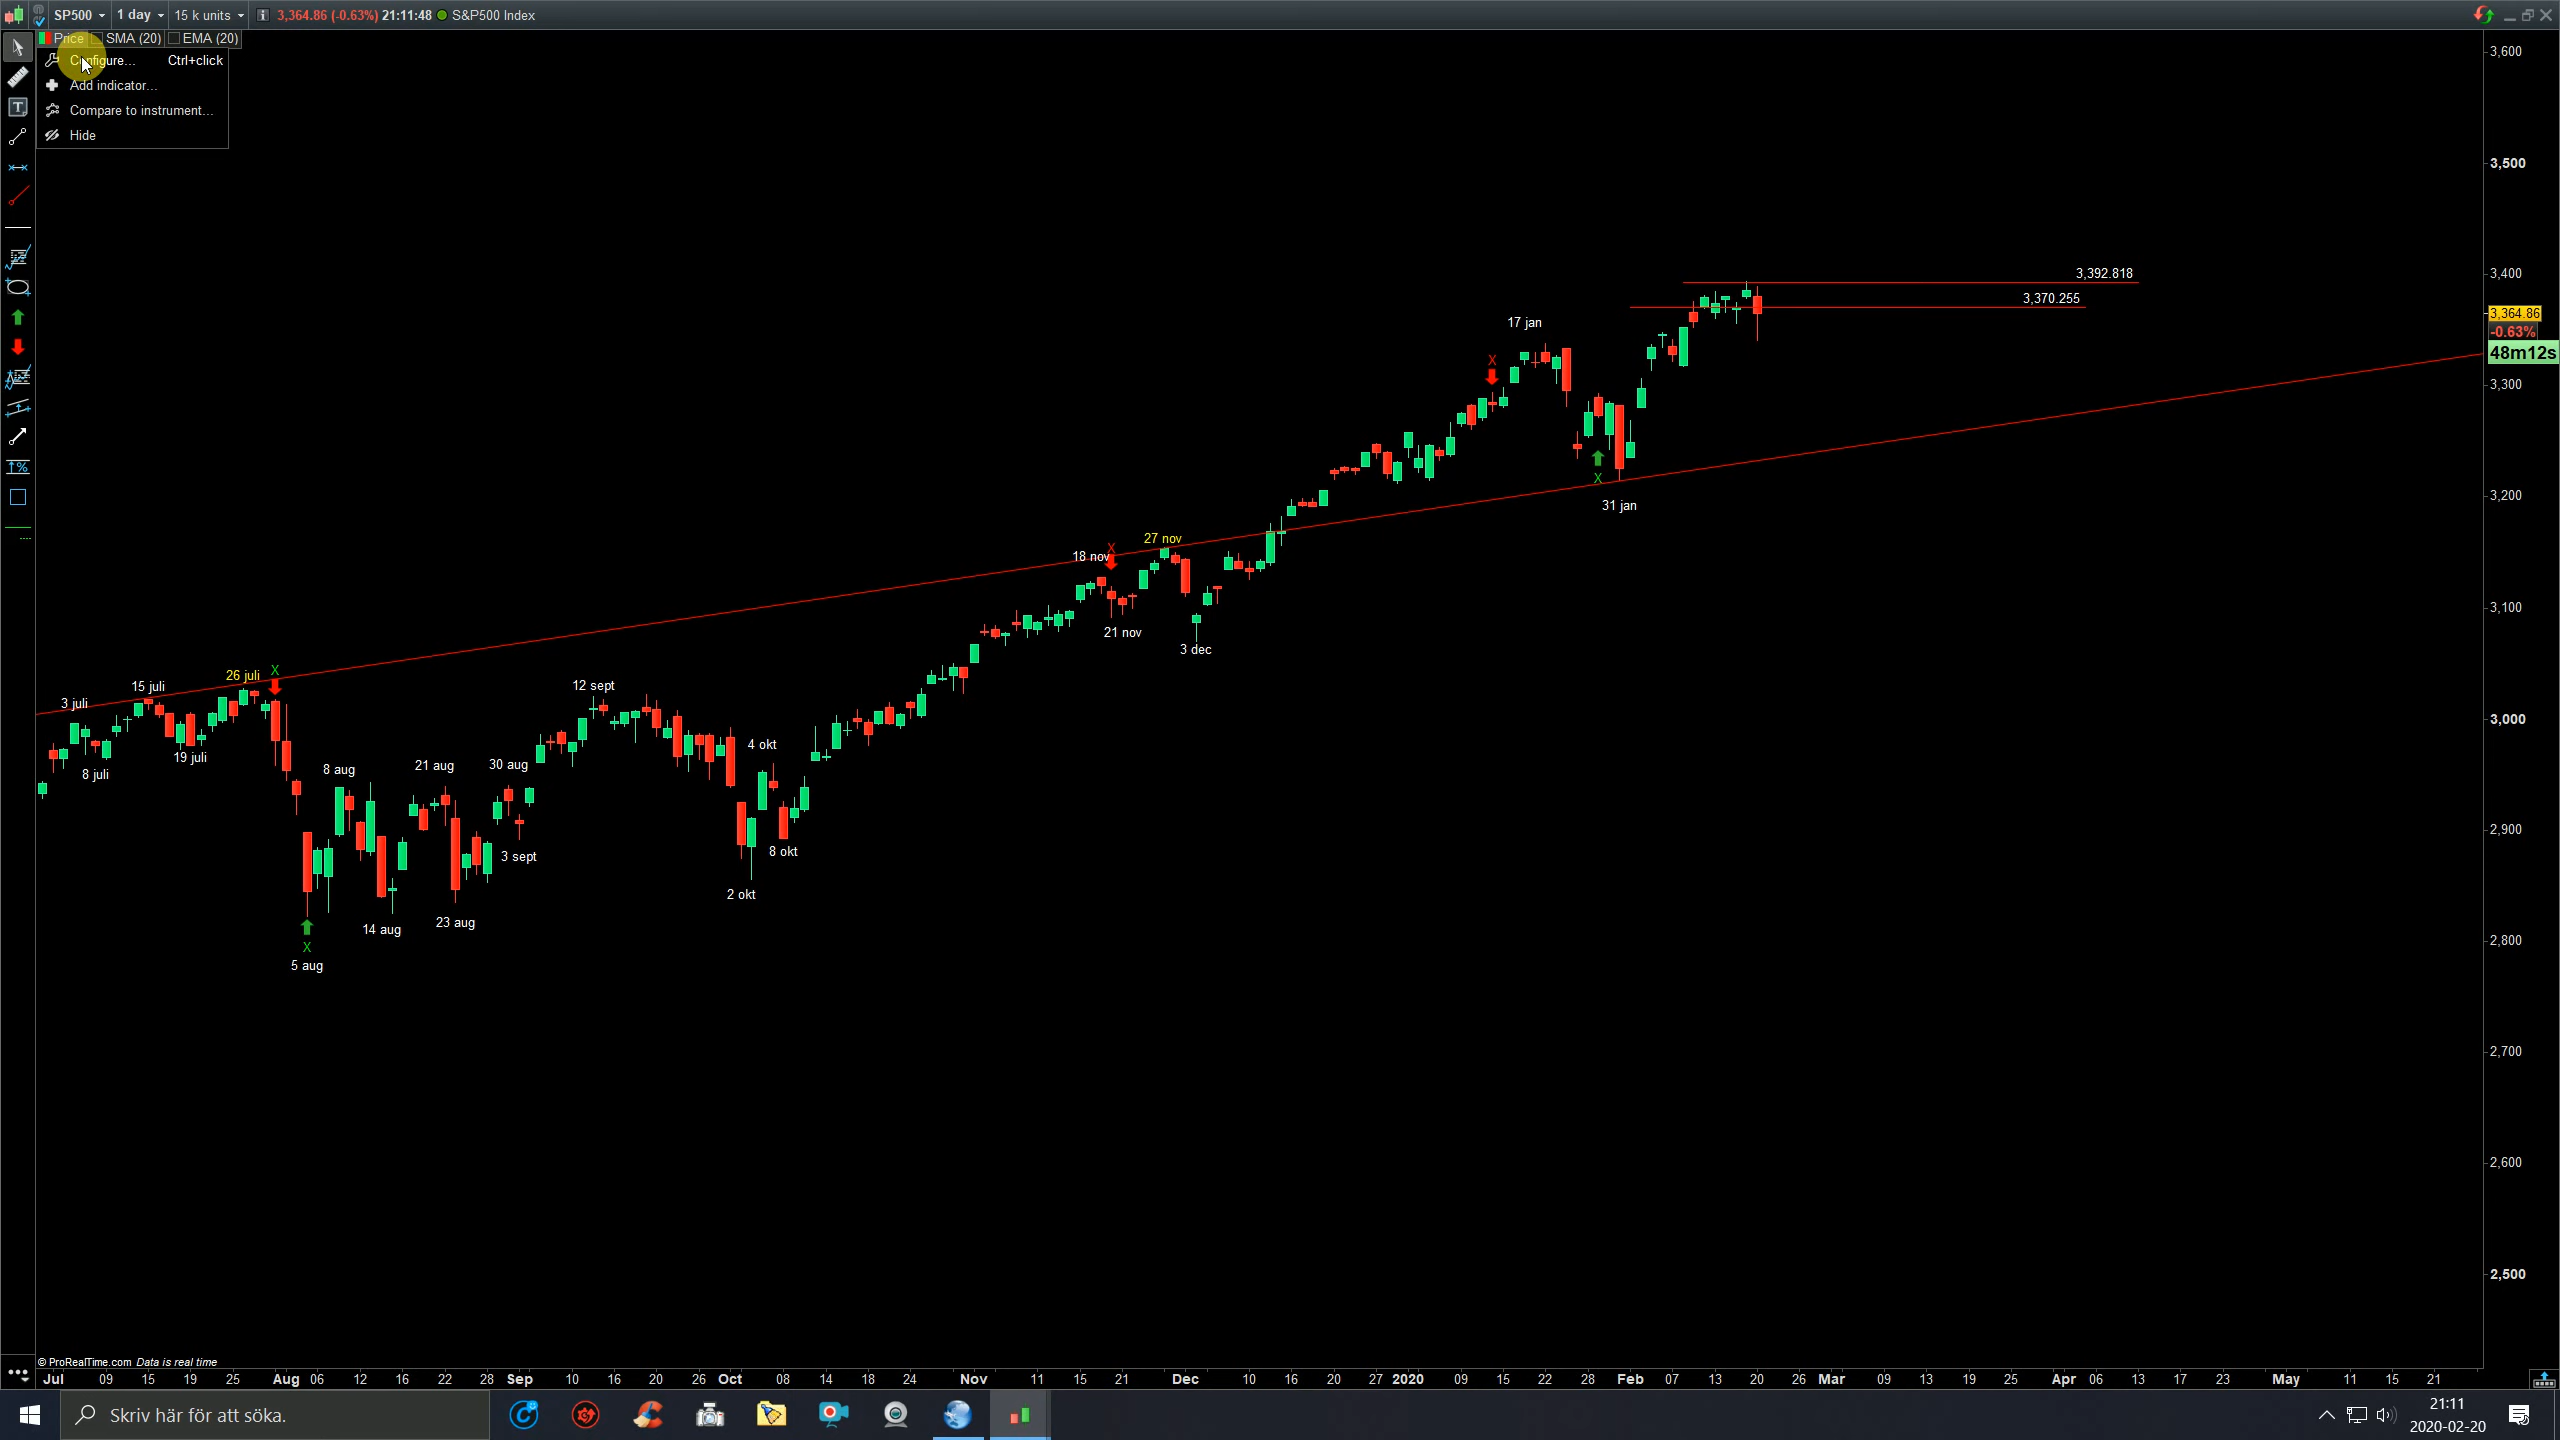 SP500 1 day 15 k units 3,364.86 (-0.63%) 21:11:48 S&P500 Index
Price SMA (20) EMA (20)
Configure... Ctrl+click
Add indicator...
Compare to instrument...
Hide
3,600
3,500
3,400
3,392.818
3,370.255
3,364.86
-0.63%
48m12s
17 jan
X
3,300
3,200
X
31 jan
27 nov
X
18 nov
3,100
21 nov
3 dec
26 juli
X
15 juli
12 sept
3 juli
3,000
4 okt
19 juli
30 aug
21 aug
8 aug
8 juli
2,900
8 okt
3 sept
2 okt
23 aug
14 aug
2,800
X
5 aug
2,700
2,600
2,500
© ProRealTime.com Data is real time
Jul 09 15 19 25 Aug 06 12 16 22 28 Sep 10 16 20 26 Oct 08 14 18 24 Nov 11 15 21 Dec 10 16 20 27 2020 09 15 22 28 Feb 07 13 20 26 Mar 09 13 19 25 Apr 06 13 17 23 May 11 15 21
Skriv här för att söka.
21:11
2020-02-20